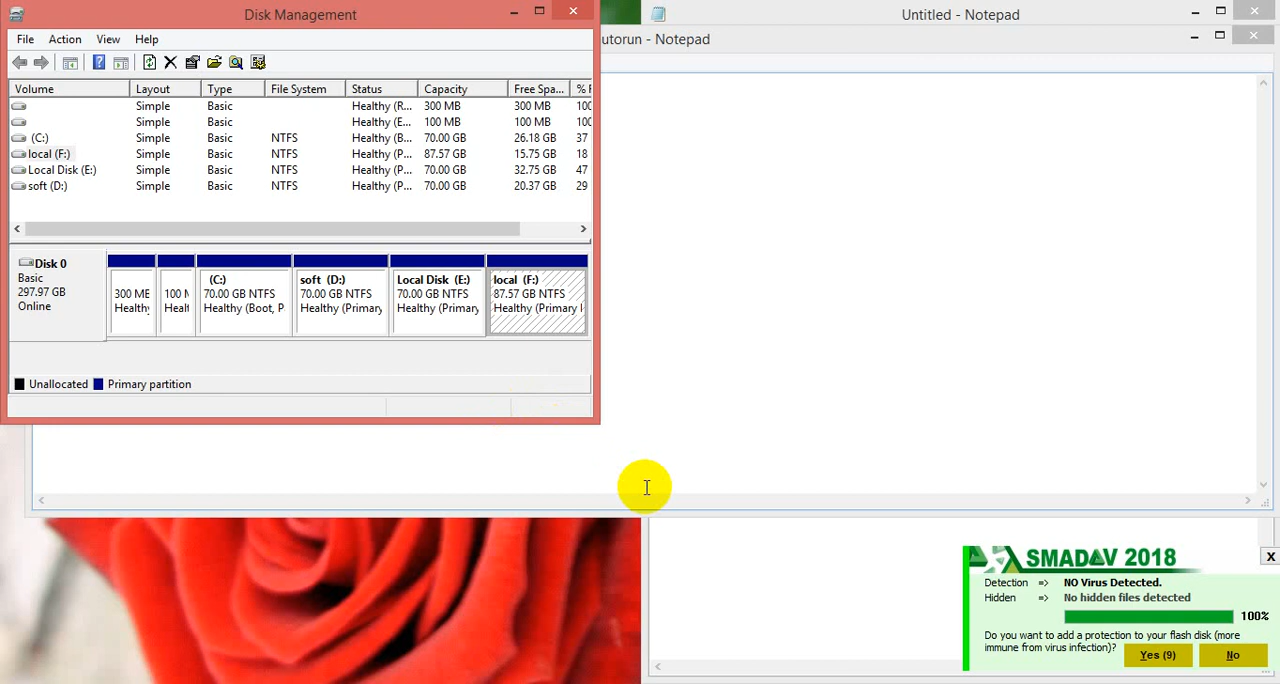 Disk Management
File Action View Help
Volume Layout Type File System Status Capacity Free Spa... % F
Simple Basic Healthy (R... 300 MB 300 MB 100
Simple Basic Healthy (E... 100 MB 100 MB 100
(C:) Simple Basic NTFS Healthy (B... 70.00 GB 26.18 GB 37
local (F:) Simple Basic NTFS Healthy (P... 87.57 GB 15.75 GB 18
Local Disk (E:) Simple Basic NTFS Healthy (P... 70.00 GB 32.75 GB 47
soft (D:) Simple Basic NTFS Healthy (P... 70.00 GB 20.37 GB 29
Disk 0
Basic
297.97 GB
Online
300 ME
Healthy
100 M
Healt
(C:)
70.00 GB NTFS
Healthy (Boot, P
soft (D:)
70.00 GB NTFS
Healthy (Primary
Local Disk (E:)
70.00 GB NTFS
Healthy (Primary
local (F:)
87.57 GB NTFS
Healthy (Primary
Unallocated Primary partition
Untitled - Notepad
utorun - Notepad
SMADAV 2018
X
Detection => NO Virus Detected.
Hidden => No hidden files detected
100%
Do you want to add a protection to your flash disk (more
immune from virus infection)?
Yes (9) No